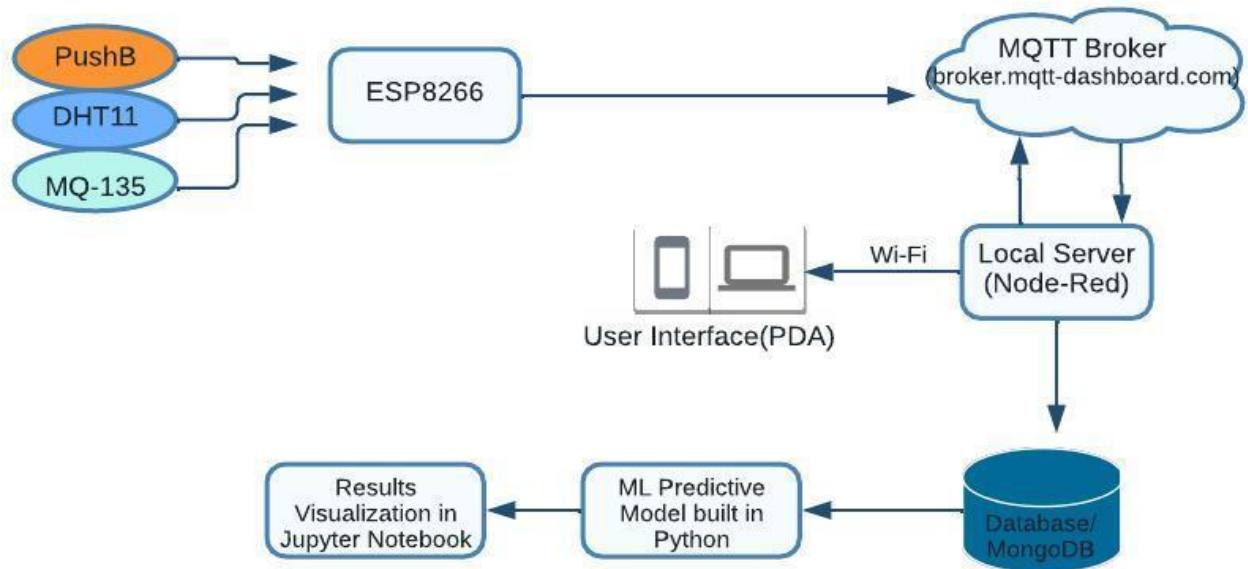 PushB
DHT11
MQ-135
ESP8266
MQTT Broker
(broker.mqtt-dashboard.com)
Wi-Fi
Local Server
(Node-Red)
User Interface(PDA)
Results
Visualization in
Jupyter Notebook
ML Predictive
Model built in
Python
Database/
MongoDB